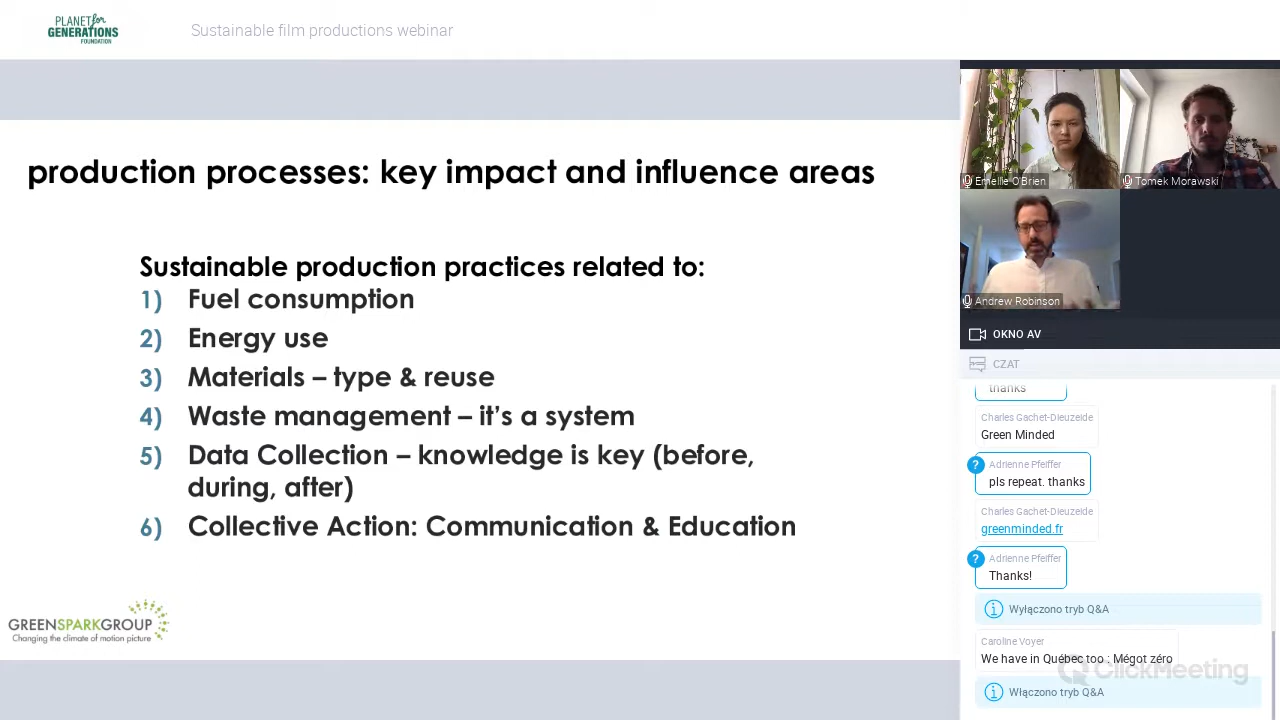 PLANET for
GENERATIONS
FOUNDATION
Sustainable film productions webinar
production processes: key impact and influence areas
Sustainable production practices related to:
1) Fuel consumption
2) Energy use
3) Materials – type & reuse
4) Waste management – it's a system
5) Data Collection – knowledge is key (before,
during, after)
6) Collective Action: Communication & Education
GREENSPARKGROUP
Changing the climate of motion picture
Emellie O'Brien
Tomek Morawski
Andrew Robinson
OKNO AV
CZAT
thanks
Charles Gachet-Dieuzeide
Green Minded
?
Adrienne Pfeiffer
pls repeat. thanks
Charles Gachet-Dieuzeide
greenminded.fr
?
Adrienne Pfeiffer
Thanks!
Wyłączono tryb Q&A
Caroline Voyer
We have in Québec too : Mégot zéro
ClickMeeting
Włączono tryb Q&A